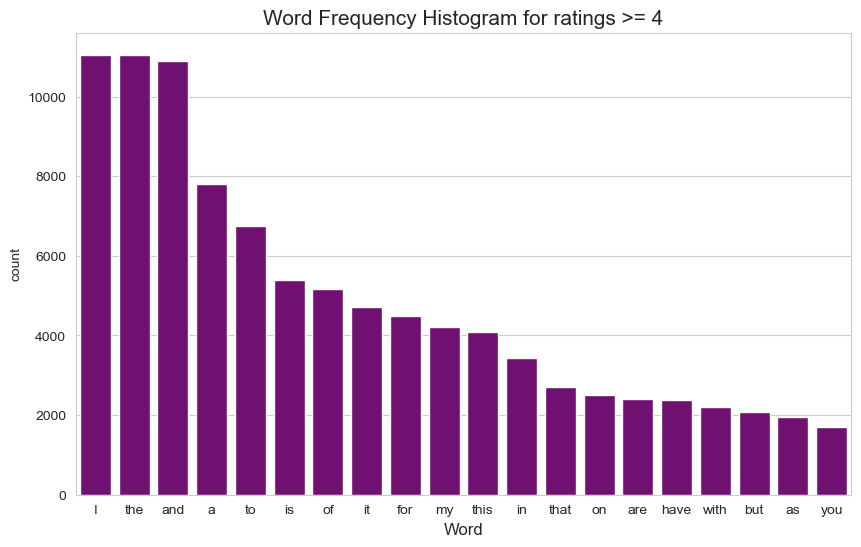 Word Frequency Histogram for ratings >= 4
count
10000
8000
6000
4000
2000
0
I the and a to is of it for my this in that on are have with but as you
Word